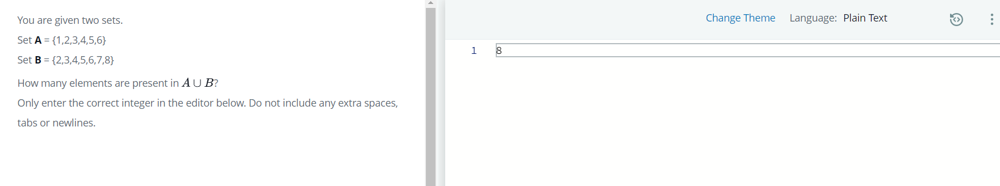 You are given two sets.
Set A = {1,2,3,4,5,6}
Set B = {2,3,4,5,6,7,8}
How many elements are present in A ∪ B?
Only enter the correct integer in the editor below. Do not include any extra spaces,
tabs or newlines.
Change Theme Language: Plain Text
1 8